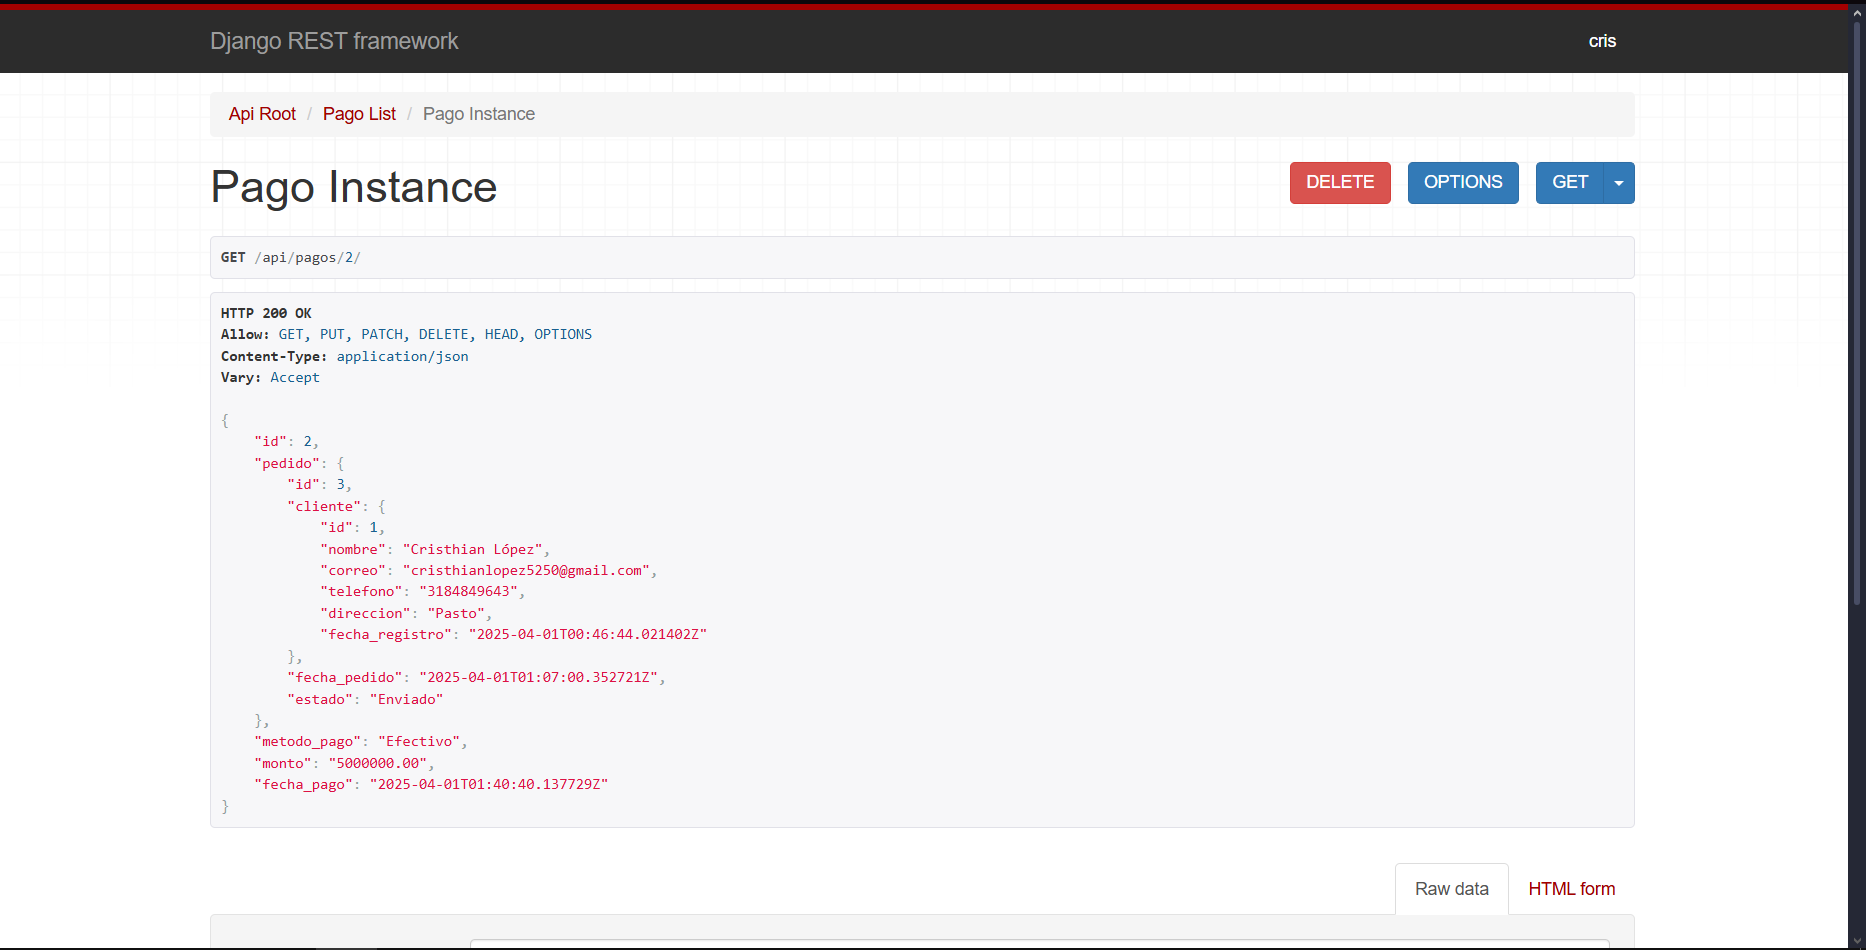 Django REST framework
cris
Api Root / Pago List / Pago Instance
Pago Instance
DELETE
OPTIONS
GET
GET /api/pagos/2/
HTTP 200 OK
Allow: GET, PUT, PATCH, DELETE, HEAD, OPTIONS
Content-Type: application/json
Vary: Accept
{
    "id": 2,
    "pedido": {
        "id": 3,
        "cliente": {
            "id": 1,
            "nombre": "Cristhian López",
            "correo": "cristhianlopez5250@gmail.com",
            "telefono": "3184849643",
            "direccion": "Pasto",
            "fecha_registro": "2025-04-01T00:46:44.021402Z"
        },
        "fecha_pedido": "2025-04-01T01:07:00.352721Z",
        "estado": "Enviado"
    },
    "metodo_pago": "Efectivo",
    "monto": "5000000.00",
    "fecha_pago": "2025-04-01T01:40:40.137729Z"
}
Raw data
HTML form